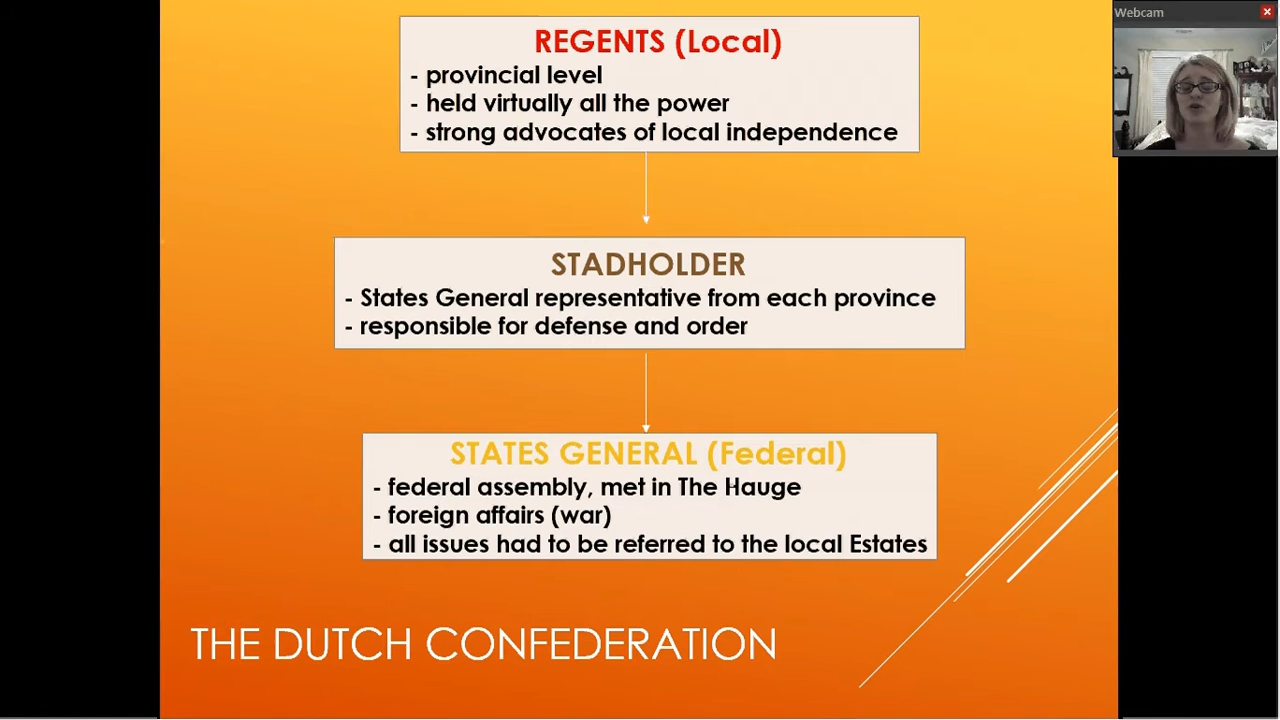 Webcam
REGENTS (Local)
- provincial level
- held virtually all the power
- strong advocates of local independence
STADHOLDER
- States General representative from each province
- responsible for defense and order
STATES GENERAL (Federal)
- federal assembly, met in The Hauge
- foreign affairs (war)
- all issues had to be referred to the local Estates
THE DUTCH CONFEDERATION